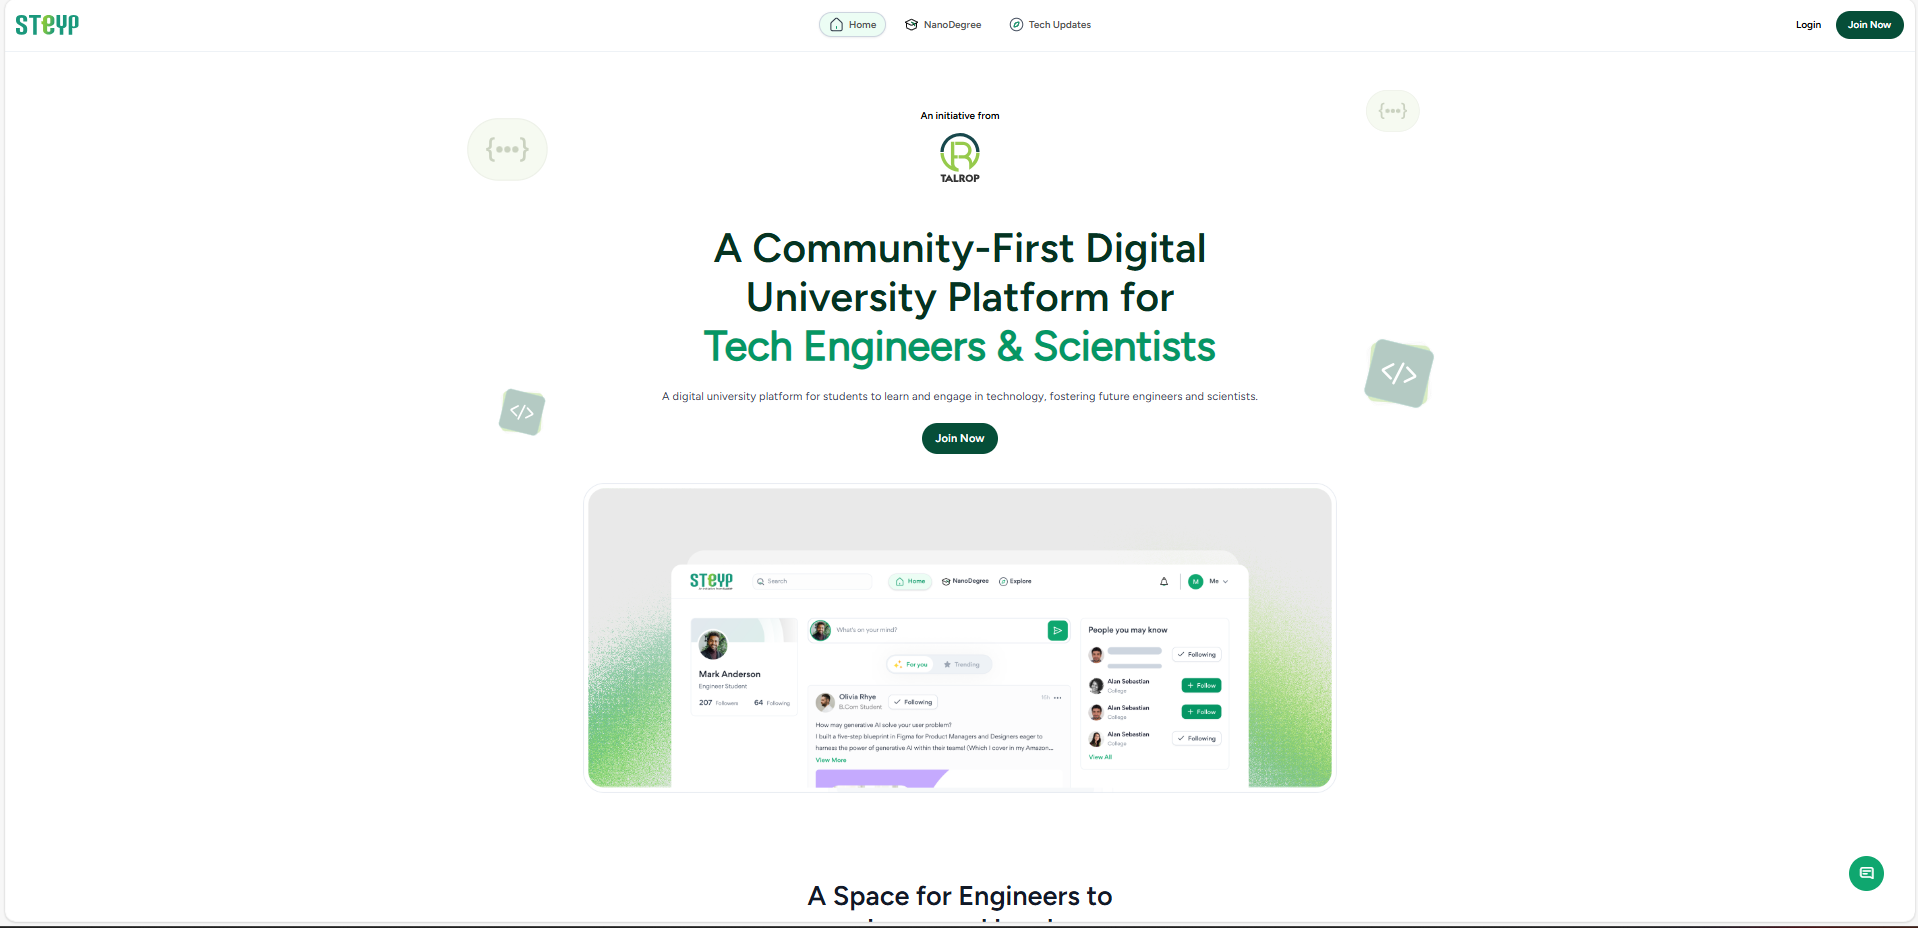 STEYP
Home
NanoDegree
Tech Updates
Login
Join Now
An initiative from
TALROP
{•••}
{•••}
A Community-First Digital
University Platform for
Tech Engineers & Scientists
</>
</>
A digital university platform for students to learn and engage in technology, fostering future engineers and scientists.
Join Now
STEYP
Search
Home
NanoDegree
Explore
M
Me
What's on your mind?
For you
Trending
Mark Anderson
Engineer Student
207 Followers
64 Following
Olivia Rhye
B.Com Student
Following
How may generative AI solve your user problem?
I built a five-step blueprint in Figma for Product Managers and Designers eager to
harness the power of generative AI within their teams! (Which I cover in my Amazon...
View More
People you may know
Following
Alan Sebastian
College
+ Follow
Alan Sebastian
College
+ Follow
Alan Sebastian
College
Following
View All
A Space for Engineers to